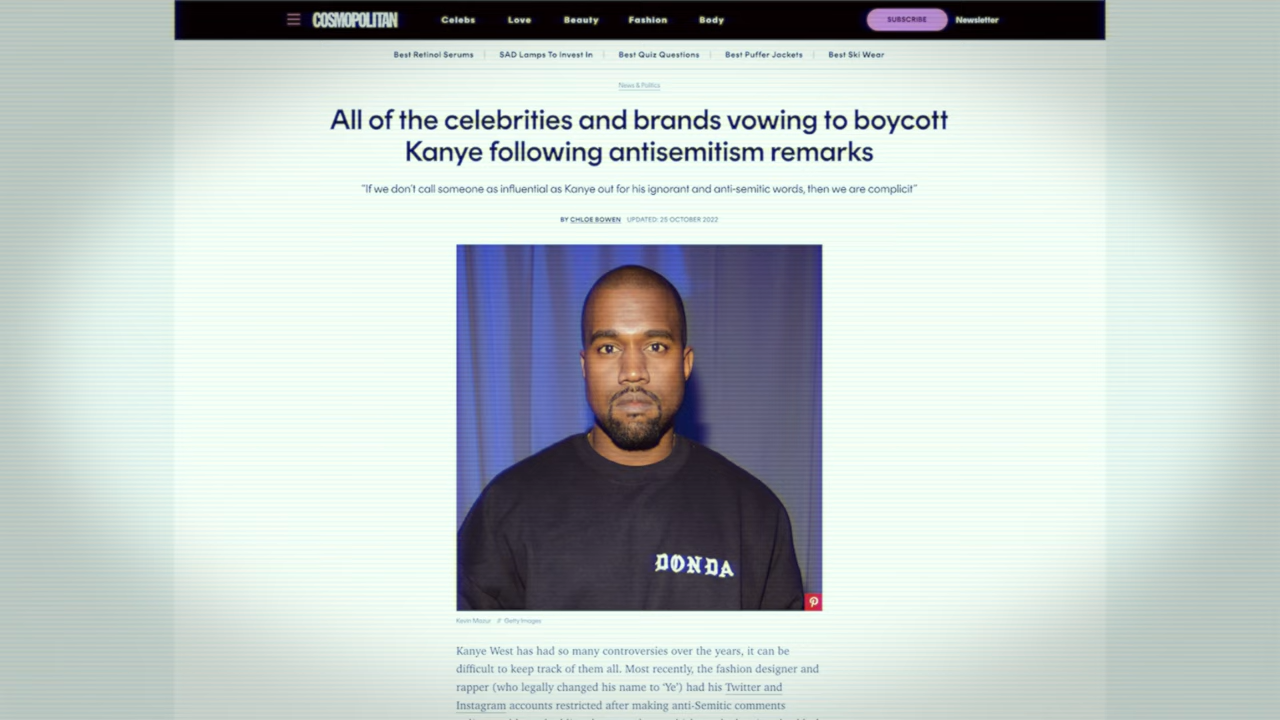 COSMOPOLITAN Celebs Love Beauty Fashion Body SUBSCRIBE Newsletter
Best Retinol Serums SAD Lamps To Invest In Best Quiz Questions Best Puffer Jackets Best Ski Wear
News & Politics
All of the celebrities and brands vowing to boycott
Kanye following antisemitism remarks
"If we don't call someone as influential as Kanye out for his ignorant and anti-semitic words, then we are complicit"
BY CHLOE BOWEN UPDATED: 25 OCTOBER 2022
DONDA
Kevin Mazur // Getty Images
Kanye West has had so many controversies over the years, it can be
difficult to keep track of them all. Most recently, the fashion designer and
rapper (who legally changed his name to 'Ye') had his Twitter and
Instagram accounts restricted after making anti-Semitic comments